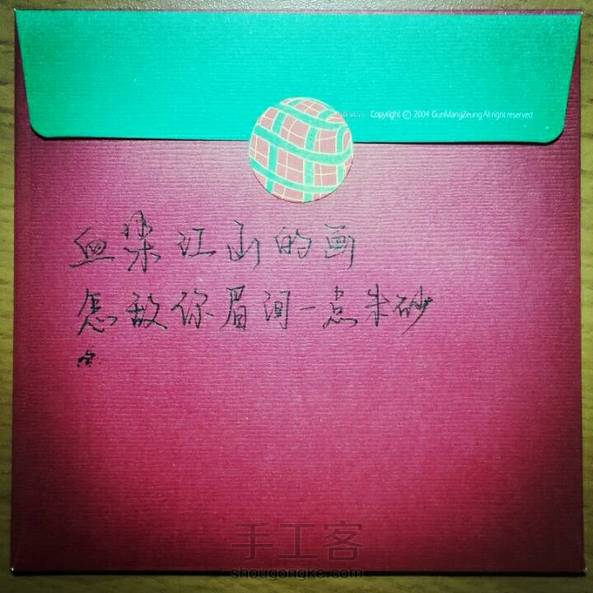 Copyright © 2004 GunMangZeung All right reserved
血染江山的画
怎敌你眉间一点朱砂
手工客
shougongke.com